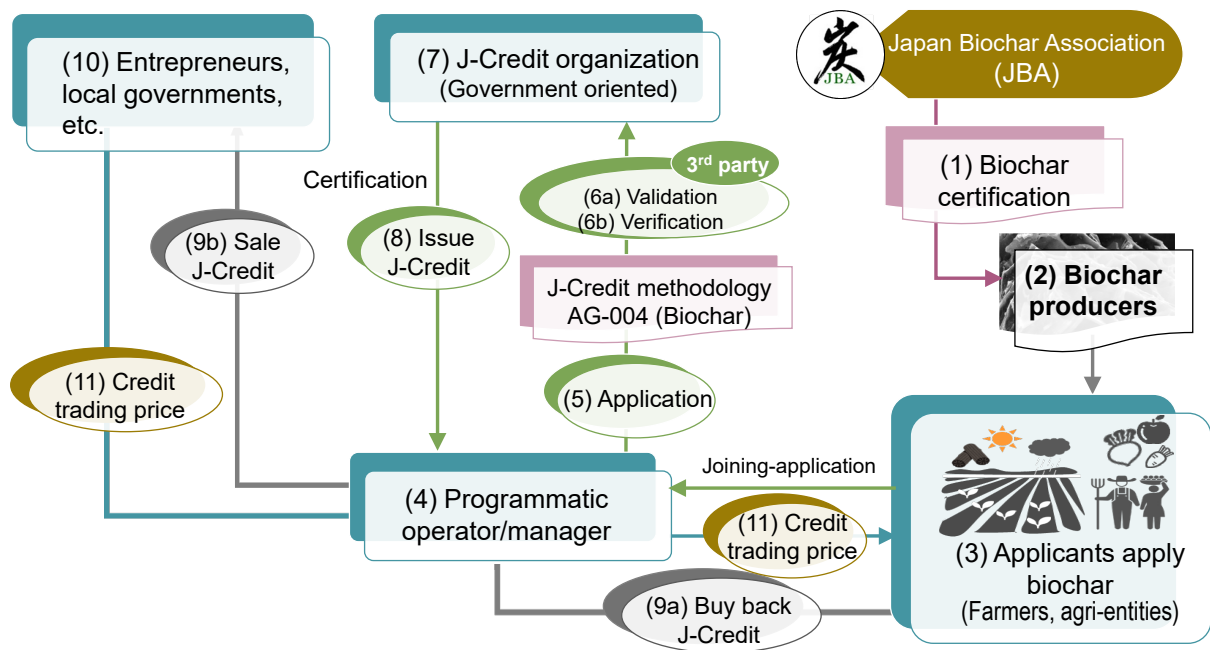 (10) Entrepreneurs,
local governments,
etc.
(7) J-Credit organization
(Government oriented)
炭
JBA
Japan Biochar Association
(JBA)
(1) Biochar
certification
3rd party
(6a) Validation
(6b) Verification
Certification
(9b) Sale
J-Credit
(8) Issue
J-Credit
J-Credit methodology
AG-004 (Biochar)
(2) Biochar
producers
(11) Credit
trading price
(5) Application
Joining-application
(4) Programmatic
operator/manager
(11) Credit
trading price
(3) Applicants apply
biochar
(Farmers, agri-entities)
(9a) Buy back
J-Credit